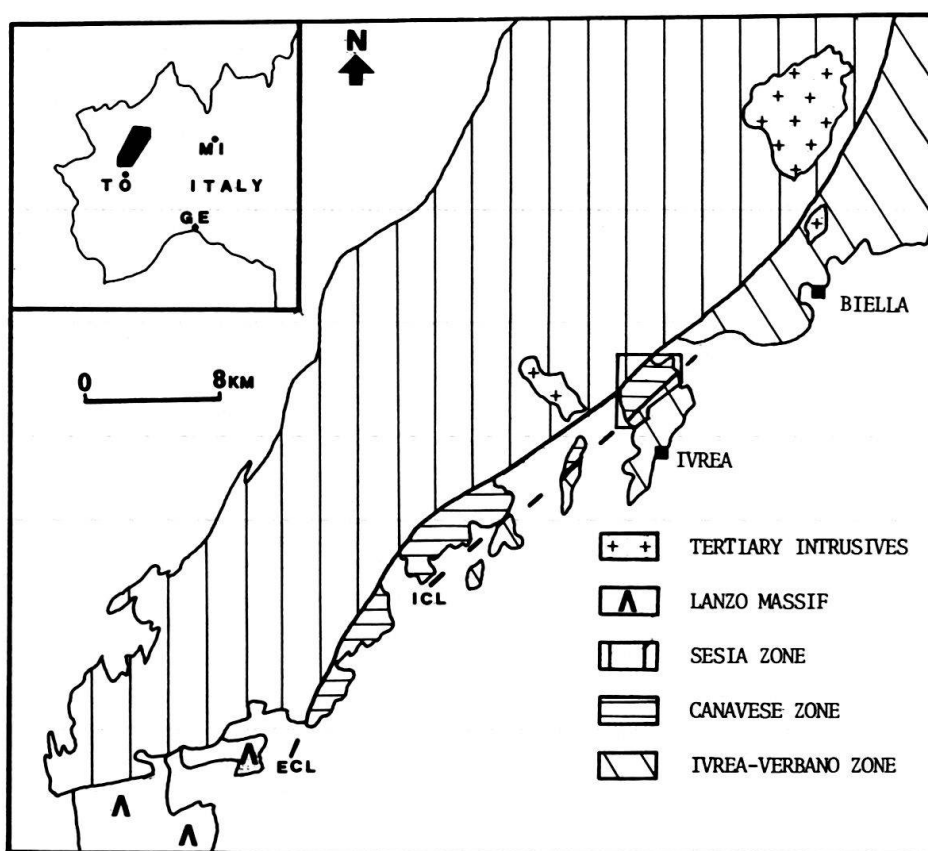 N
MI
TO
ITALY
GE
0 8KM
BIELLA
IVREA
ICL
ECL
TERTIARY INTRUSIVES
LANZO MASSIF
SESIA ZONE
CANAVESE ZONE
IVREA-VERBANO ZONE